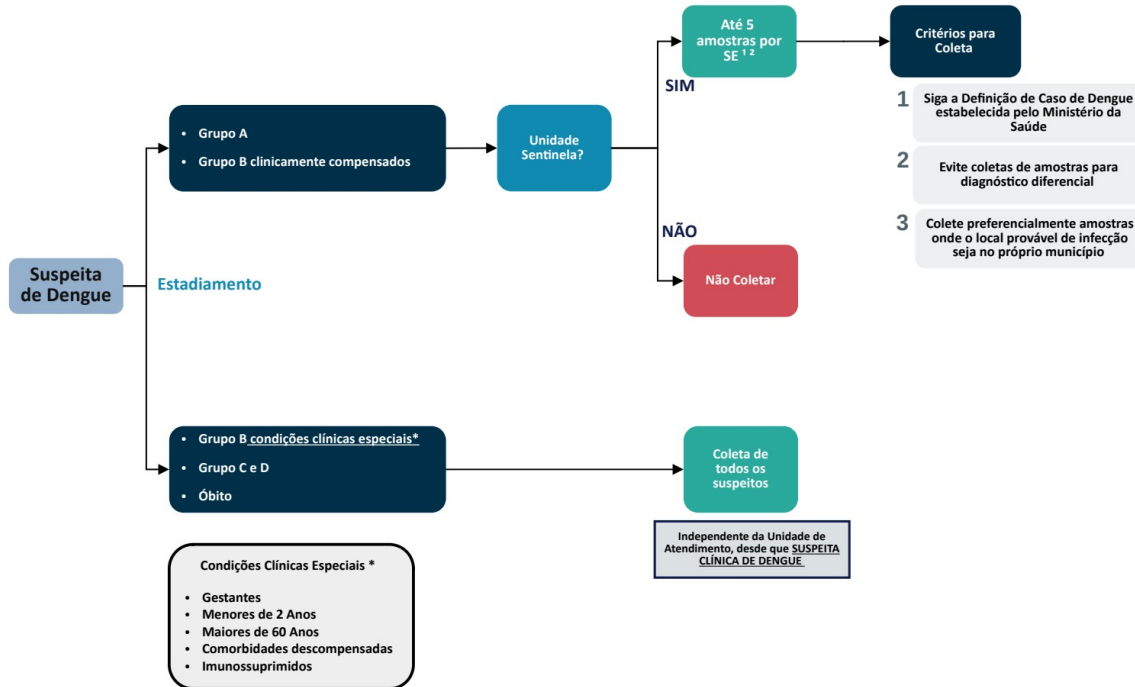 Suspeita
de Dengue
Estadiamento
• Grupo A
• Grupo B clinicamente compensados
Unidade
Sentinela?
SIM
Até 5
amostras por
SE ¹ ²
Critérios para
Coleta
1 Siga a Definição de Caso de Dengue
estabelecida pelo Ministério da
Saúde
2 Evite coletas de amostras para
diagnóstico diferencial
3 Colete preferencialmente amostras
onde o local provável de infecção
seja no próprio município
NÃO
Não Coletar
• Grupo B condições clínicas especiais*
• Grupo C e D
• Óbito
Coleta de
todos os
suspeitos
Independente da Unidade de
Atendimento, desde que SUSPEITA
CLÍNICA DE DENGUE
Condições Clínicas Especiais *
• Gestantes
• Menores de 2 Anos
• Maiores de 60 Anos
• Comorbidades descompensadas
• Imunossuprimidos